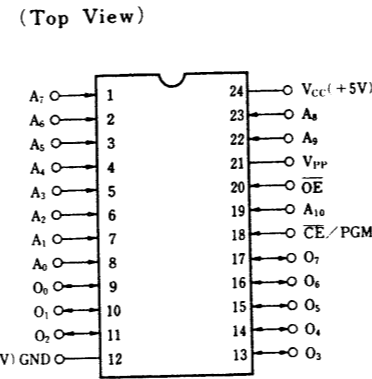 (Top View)
A₇ 1 24 Vcc(+5V)
A₆ 2 23 A₈
A₅ 3 22 A₉
A₄ 4 21 VPP
A₃ 5 20 O̅E̅
A₂ 6 19 A₁₀
A₁ 7 18 C̅E̅/PGM
A₀ 8 17 O₇
O₀ 9 16 O₆
O₁ 10 15 O₅
O₂ 11 14 O₄
V) GND 12 13 O₃